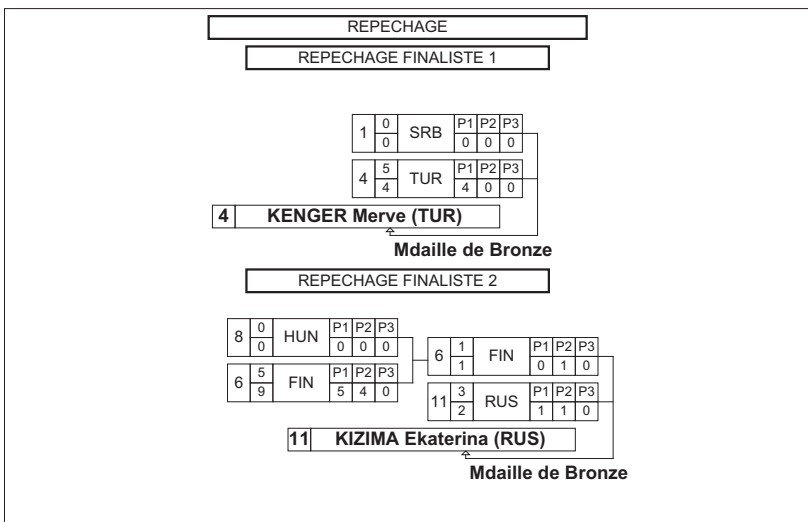 REPECHAGE
REPECHAGE FINALISTE 1
1 0 SRB P1 P2 P3
0 0 0 0
4 5 TUR P1 P2 P3
4 4 0 0
4 KENGER Merve (TUR)
Mdaille de Bronze
REPECHAGE FINALISTE 2
8 0 HUN P1 P2 P3
0 0 0 0
6 5 FIN P1 P2 P3
9 5 4 0
6 1 FIN P1 P2 P3
1 0 1 0
11 3 RUS P1 P2 P3
2 1 1 0
11 KIZIMA Ekaterina (RUS)
Mdaille de Bronze